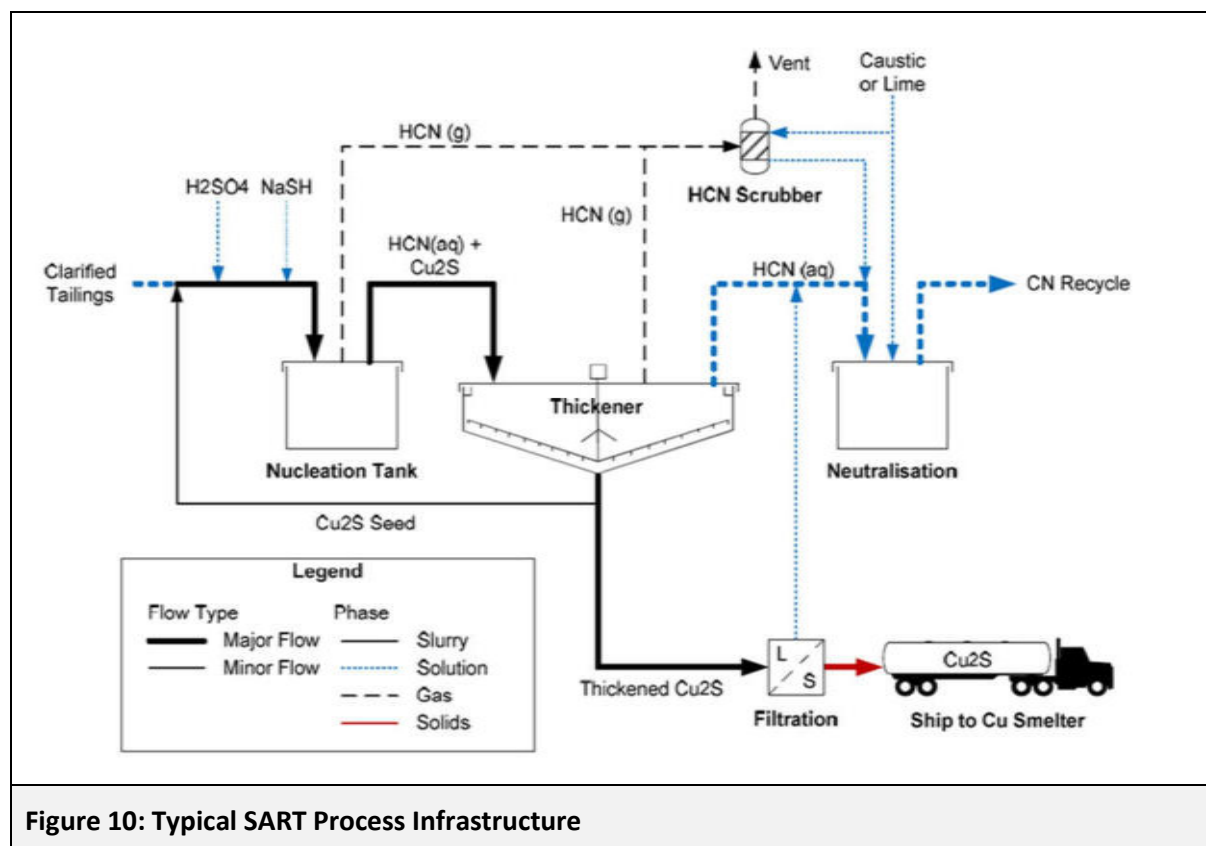 Vent
Caustic
or Lime
HCN (g)
H2SO4 NaSH
HCN Scrubber
HCN (g)
HCN(aq) +
Cu2S
HCN (aq)
Clarified
Tailings
CN Recycle
Thickener
Nucleation Tank
Neutralisation
Cu2S Seed
Legend
Flow Type
Phase
Major Flow
Slurry
Minor Flow
Solution
Gas
Solids
Thickened Cu2S
L
S
Filtration
Cu2S
Ship to Cu Smelter
Figure 10: Typical SART Process Infrastructure